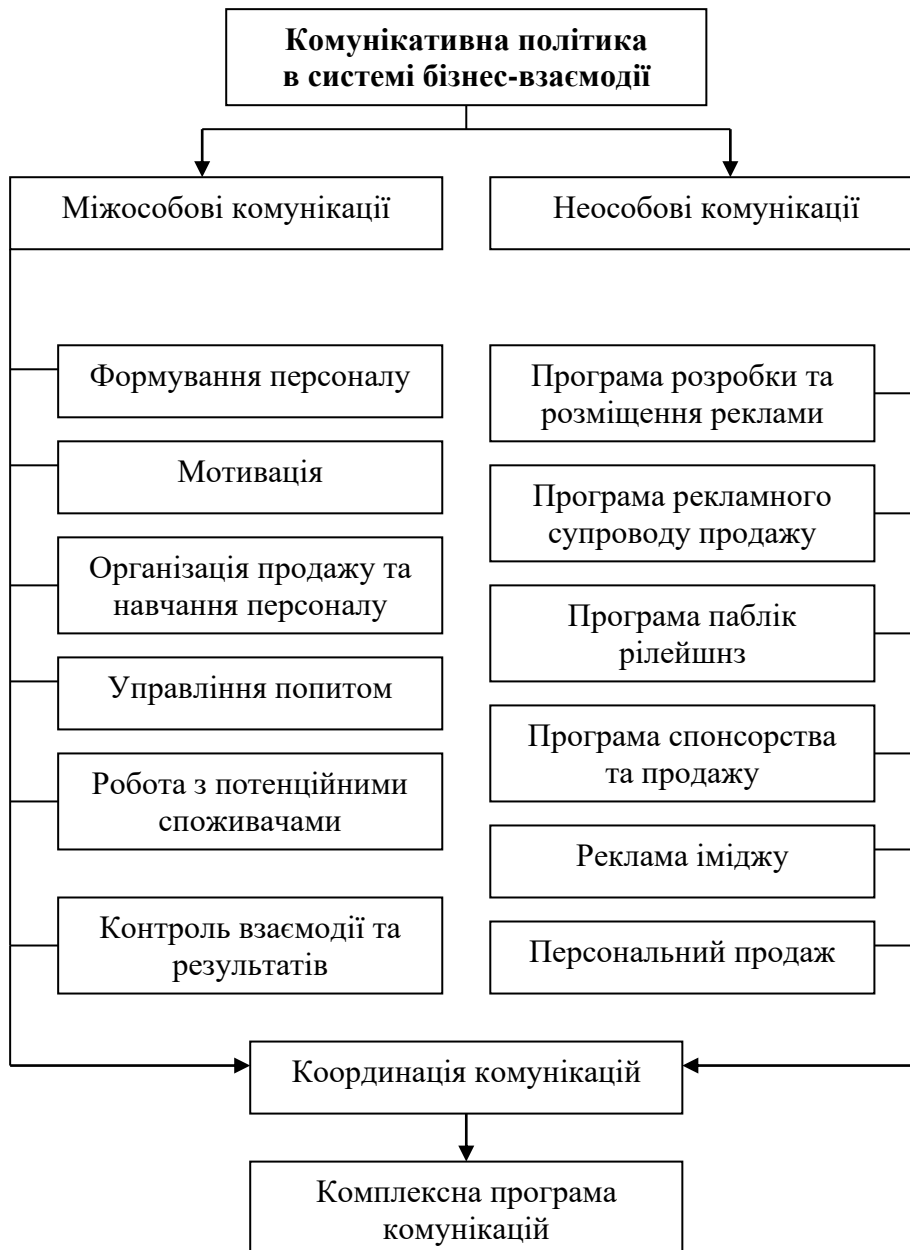 Комунікативна політика
в системі бізнес-взаємодії
Міжособові комунікації
Неособові комунікації
Формування персоналу
Мотивація
Організація продажу та
навчання персоналу
Управління попитом
Робота з потенційними
споживачами
Контроль взаємодії та
результатів
Програма розробки та
розміщення реклами
Програма рекламного
супроводу продажу
Програма паблік
рілейшнз
Програма спонсорства
та продажу
Реклама іміджу
Персональний продаж
Координація комунікацій
Комплексна програма
комунікацій